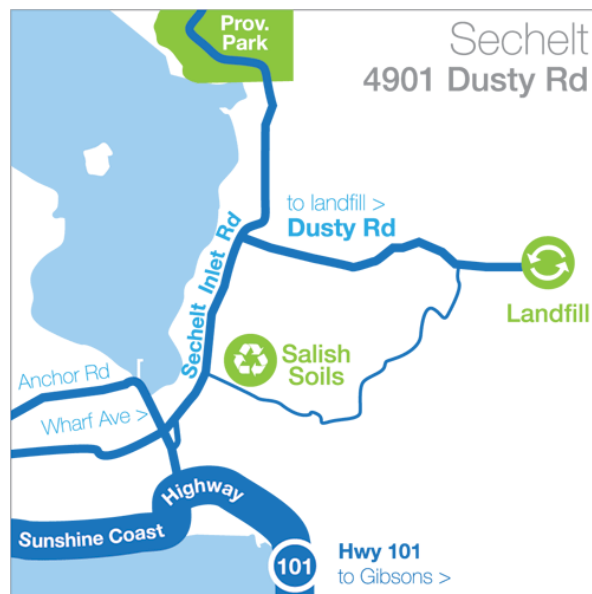 Prov.
Park
Sechelt
4901 Dusty Rd
to landfill >
Dusty Rd
Sechelt Inlet Rd
Landfill
Salish
Soils
Anchor Rd
Wharf Ave >
Highway
Sunshine Coast
101
Hwy 101
to Gibsons >